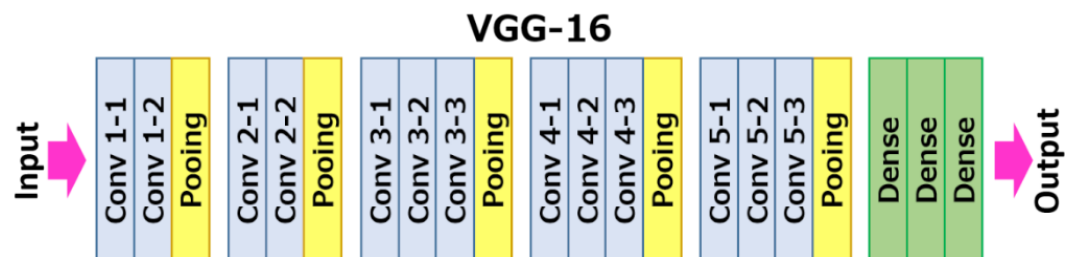 VGG-16
Input
Conv 1-1
Conv 1-2
Pooing
Conv 2-1
Conv 2-2
Pooing
Conv 3-1
Conv 3-2
Conv 3-3
Pooing
Conv 4-1
Conv 4-2
Conv 4-3
Pooing
Conv 5-1
Conv 5-2
Conv 5-3
Pooing
Dense
Dense
Dense
Output